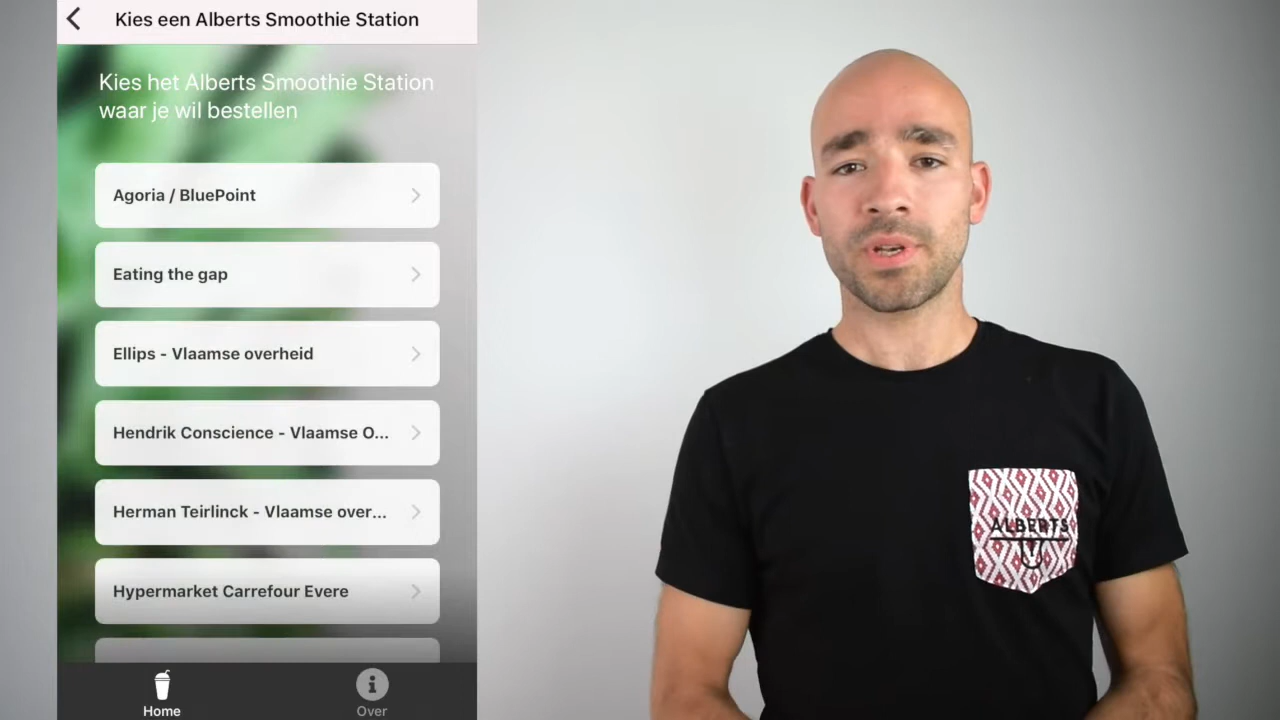 Kies een Alberts Smoothie Station
Kies het Alberts Smoothie Station
waar je wil bestellen
Agoria / BluePoint
Eating the gap
Ellips - Vlaamse overheid
Hendrik Conscience - Vlaamse O...
Herman Teirlinck - Vlaamse over...
Hypermarket Carrefour Evere
Home
Over
ALBERTS